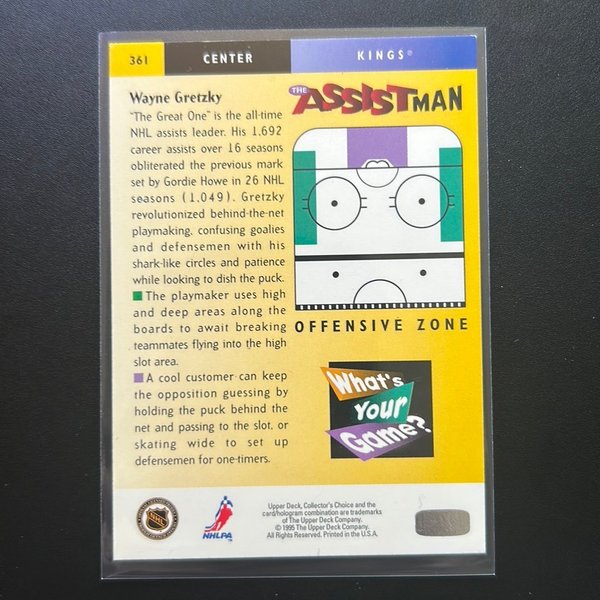 361 CENTER KINGS®
Wayne Gretzky
"The Great One" is the all-time
NHL assists leader. His 1,692
career assists over 16 seasons
obliterated the previous mark
set by Gordie Howe in 26 NHL
seasons (1,049). Gretzky
revolutionized behind-the-net
playmaking, confusing goalies
and defensemen with his
shark-like circles and patience
while looking to dish the puck.
The playmaker uses high
and deep areas along the
boards to await breaking
teammates flying into the high
slot area.
A cool customer can keep
the opposition guessing by
holding the puck behind the
net and passing to the slot, or
skating wide to set up
defensemen for one-timers.
THE ASSISTMAN
OFFENSIVE ZONE
What's
Your
Game?
NHL
NHLPA
Upper Deck, Collector's Choice and the
card/hologram combination are trademarks
of The Upper Deck Company.
© 1995 The Upper Deck Company.
All Rights Reserved. Printed in the U.S.A.